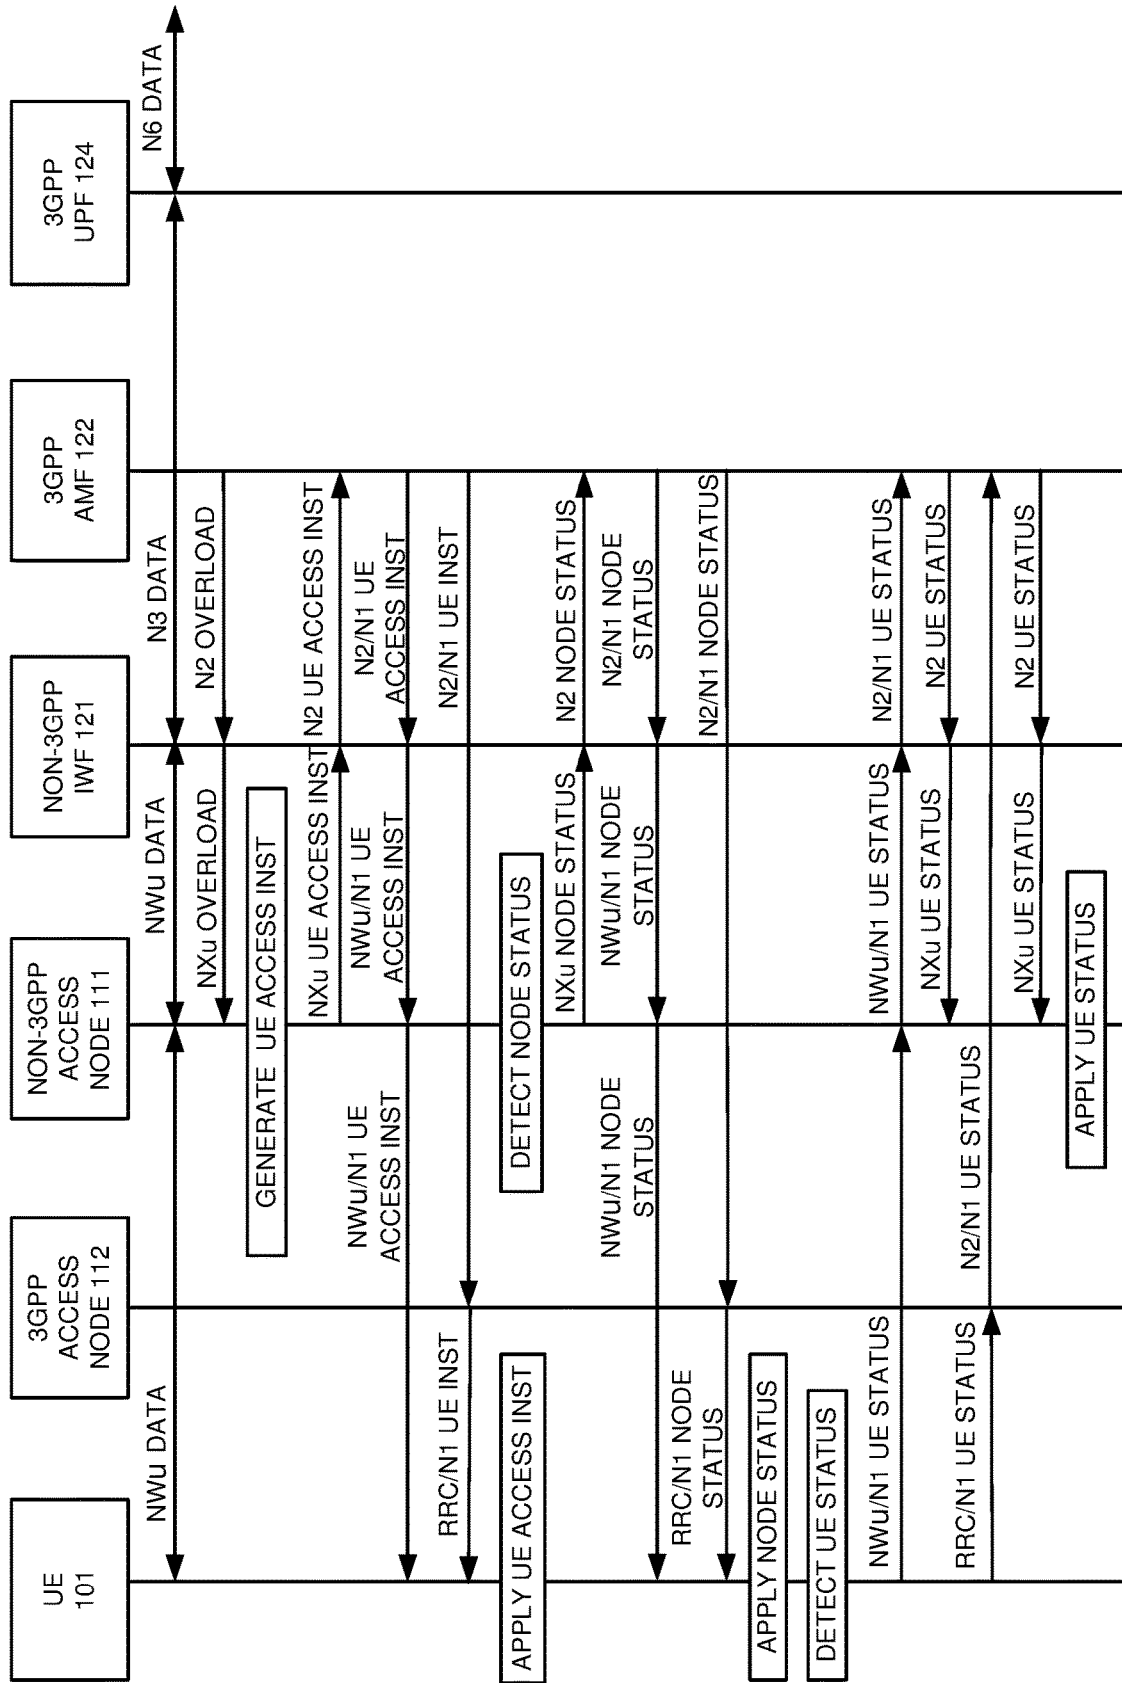 UE
101
3GPP
ACCESS
NODE 112
NON-3GPP
ACCESS
NODE 111
NON-3GPP
IWF 121
3GPP
AMF 122
3GPP
UPF 124
NWu DATA
NWu DATA
N3 DATA
N6 DATA
NXu OVERLOAD
N2 OVERLOAD
GENERATE UE ACCESS INST
NXu UE ACCESS INST
N2 UE ACCESS INST
NWu/N1 UE
ACCESS INST
NWu/N1 UE
ACCESS INST
N2/N1 UE
ACCESS INST
RRC/N1 UE INST
N2/N1 UE INST
APPLY UE ACCESS INST
DETECT NODE STATUS
NXu NODE STATUS
N2 NODE STATUS
NWu/N1 NODE
STATUS
NWu/N1 NODE
STATUS
N2/N1 NODE
STATUS
RRC/N1 NODE
STATUS
N2/N1 NODE STATUS
APPLY NODE STATUS
DETECT UE STATUS
NWu/N1 UE STATUS
NWu/N1 UE STATUS
N2/N1 UE STATUS
NXu UE STATUS
N2 UE STATUS
RRC/N1 UE STATUS
N2/N1 UE STATUS
NXu UE STATUS
N2 UE STATUS
APPLY UE STATUS